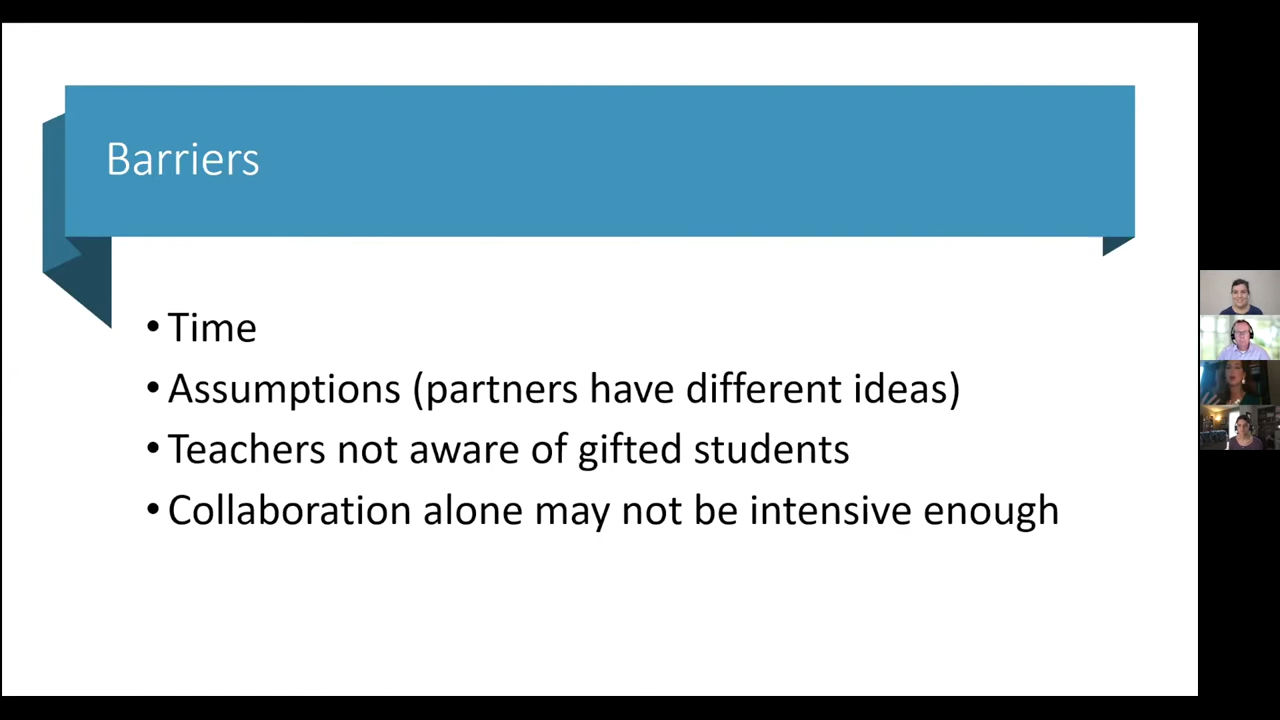 Barriers
• Time
• Assumptions (partners have different ideas)
• Teachers not aware of gifted students
• Collaboration alone may not be intensive enough